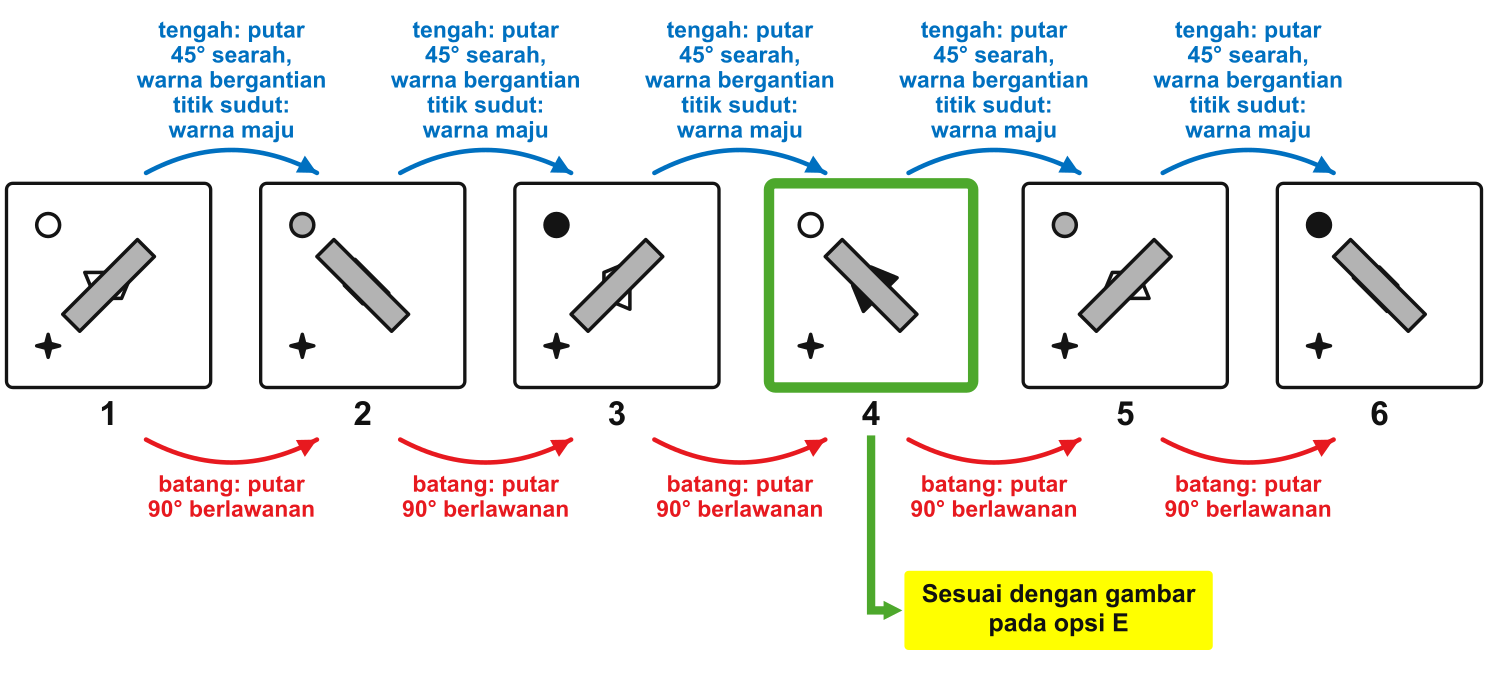 tengah: putar
45° searah,
warna bergantian
titik sudut:
warna maju
tengah: putar
45° searah,
warna bergantian
titik sudut:
warna maju
tengah: putar
45° searah,
warna bergantian
titik sudut:
warna maju
tengah: putar
45° searah,
warna bergantian
titik sudut:
warna maju
tengah: putar
45° searah,
warna bergantian
titik sudut:
warna maju
1
2
3
4
5
6
batang: putar
90° berlawanan
batang: putar
90° berlawanan
batang: putar
90° berlawanan
batang: putar
90° berlawanan
batang: putar
90° berlawanan
Sesuai dengan gambar
pada opsi E